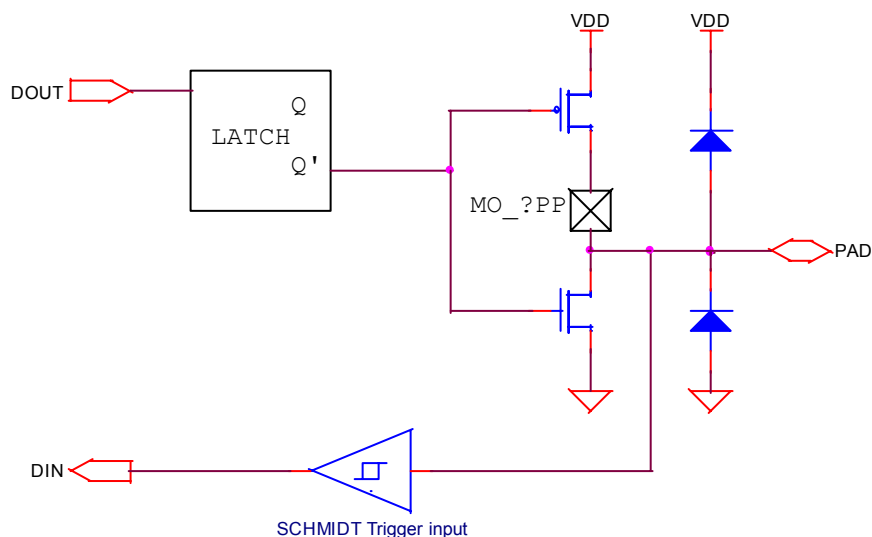 VDD
VDD
DOUT
Q
LATCH
Q'
MO_?PP
PAD
DIN
SCHMIDT Trigger input